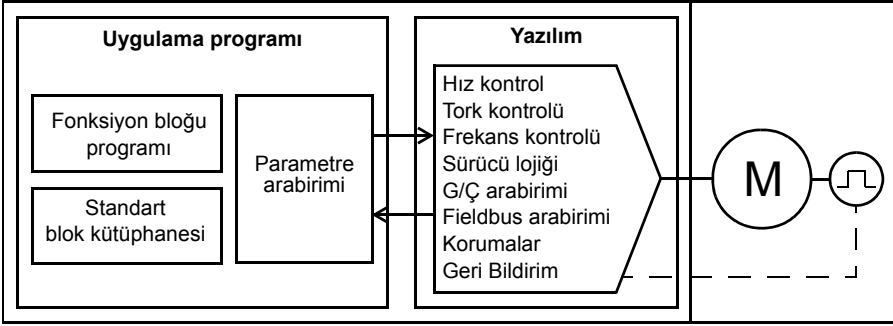 Uygulama programı
Fonksiyon bloğu
programı
Standart
blok kütüphanesi
Parametre
arabirimi
Yazılım
Hız kontrol
Tork kontrolü
Frekans kontrolü
Sürücü lojiği
G/Ç arabirimi
Fieldbus arabirimi
Korumalar
Geri Bildirim
M